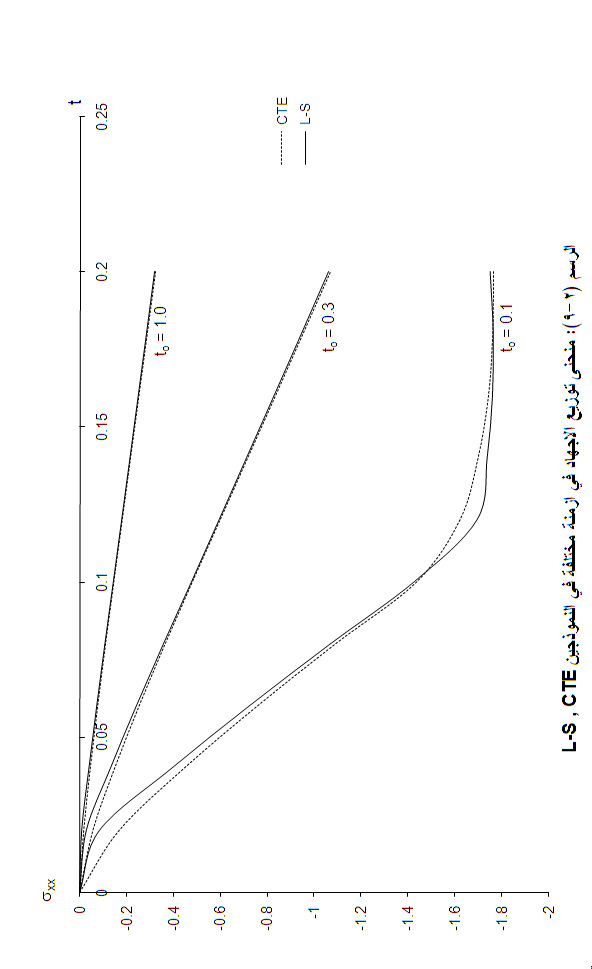 σxx
t
0
0.05
0.1
0.15
0.2
0.25
0
-0.2
-0.4
-0.6
-0.8
-1
-1.2
-1.4
-1.6
-1.8
-2
to = 1.0
to = 0.3
to = 0.1
CTE
L-S
الرسم (٢-٩): منحنى توزيع الاجهاد في ازمنة مختلفة في النموذجين L-S , CTE